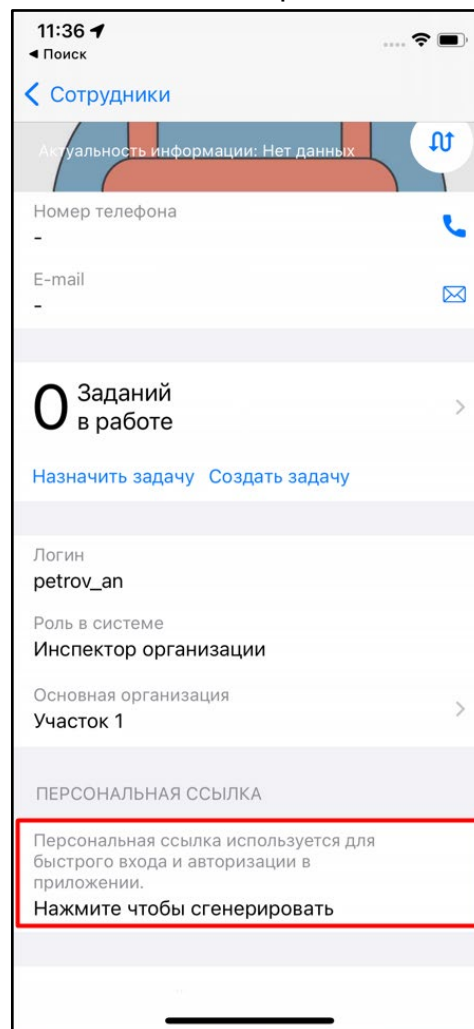 11:36
Поиск
Сотрудники
Актуальность информации: Нет данных
Номер телефона
-
E-mail
-
0 Заданий
в работе
Назначить задачу Создать задачу
Логин
petrov_an
Роль в системе
Инспектор организации
Основная организация
Участок 1
ПЕРСОНАЛЬНАЯ ССЫЛКА
Персональная ссылка используется для
быстрого входа и авторизации в
приложении.
Нажмите чтобы сгенерировать